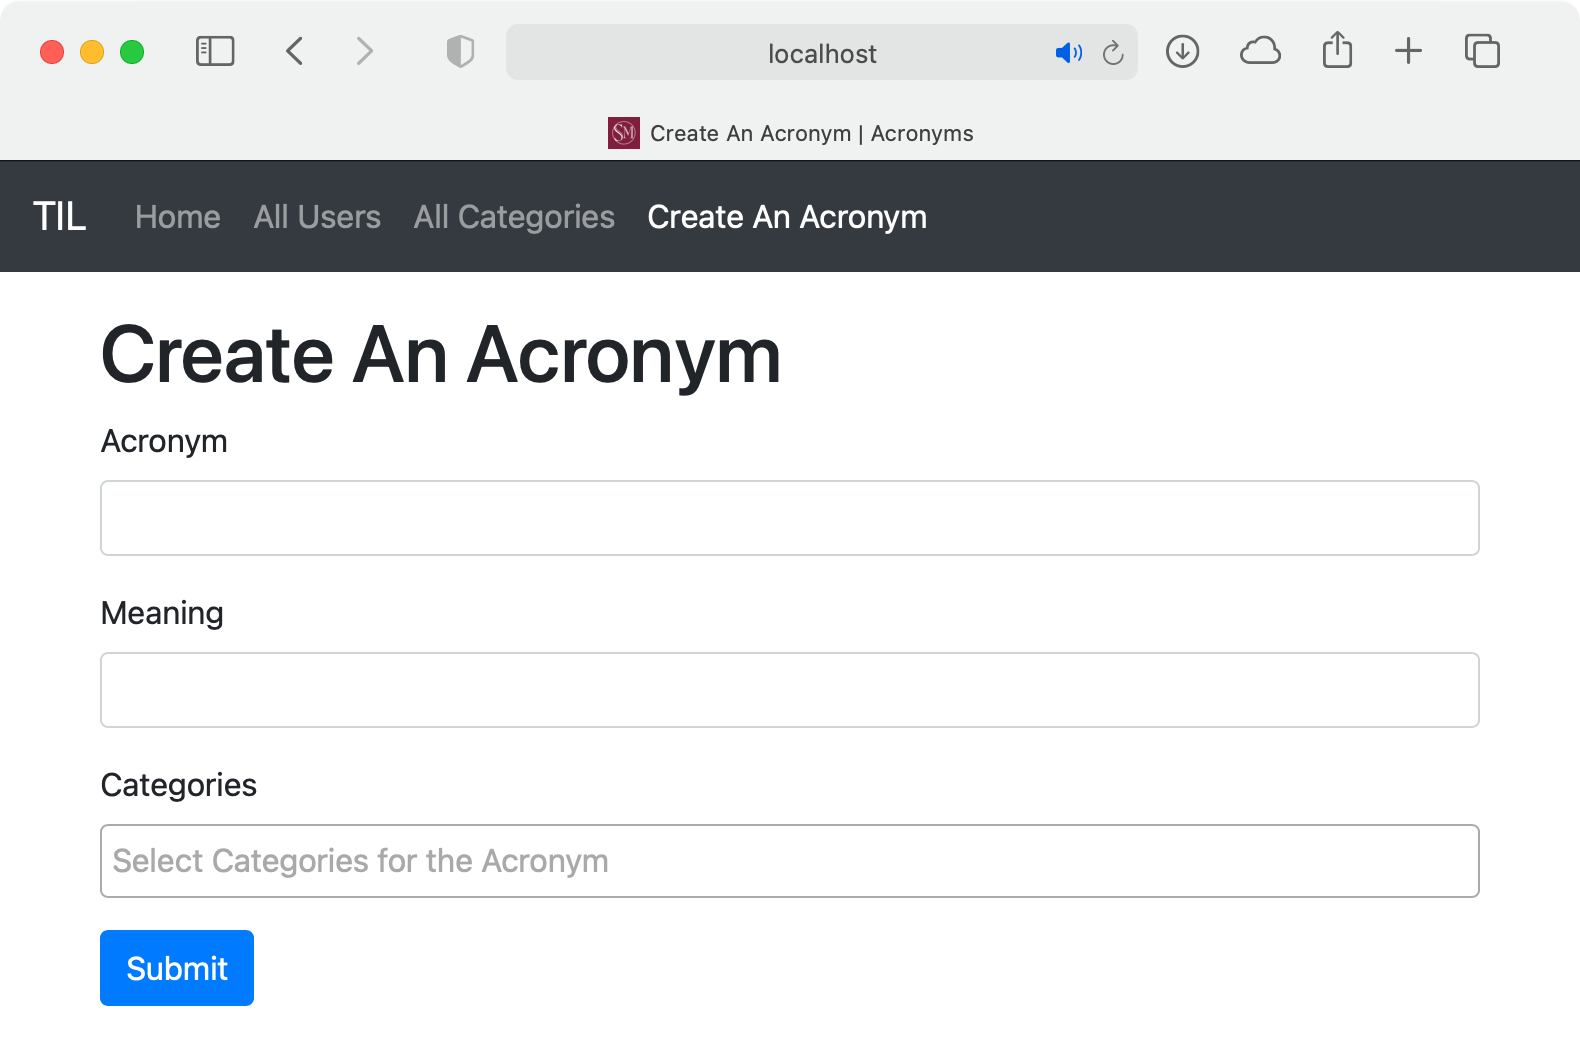 localhost
SM Create An Acronym | Acronyms
TIL Home All Users All Categories Create An Acronym
Create An Acronym
Acronym
Meaning
Categories
Select Categories for the Acronym
Submit